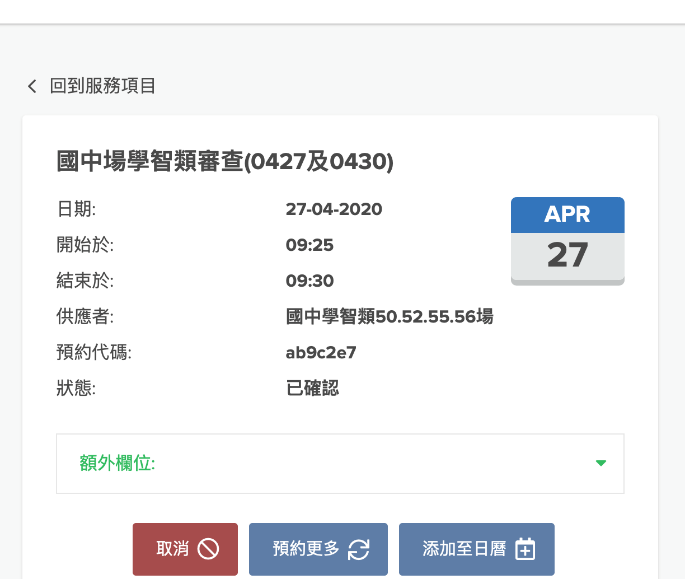 回到服務項目
國中場學智類審查(0427及0430)
日期: 27-04-2020
APR
27
開始於: 09:25
結束於: 09:30
供應者: 國中學智類50.52.55.56場
預約代碼: ab9c2e7
狀態: 已確認
額外欄位:
取消 預約更多 添加至日曆